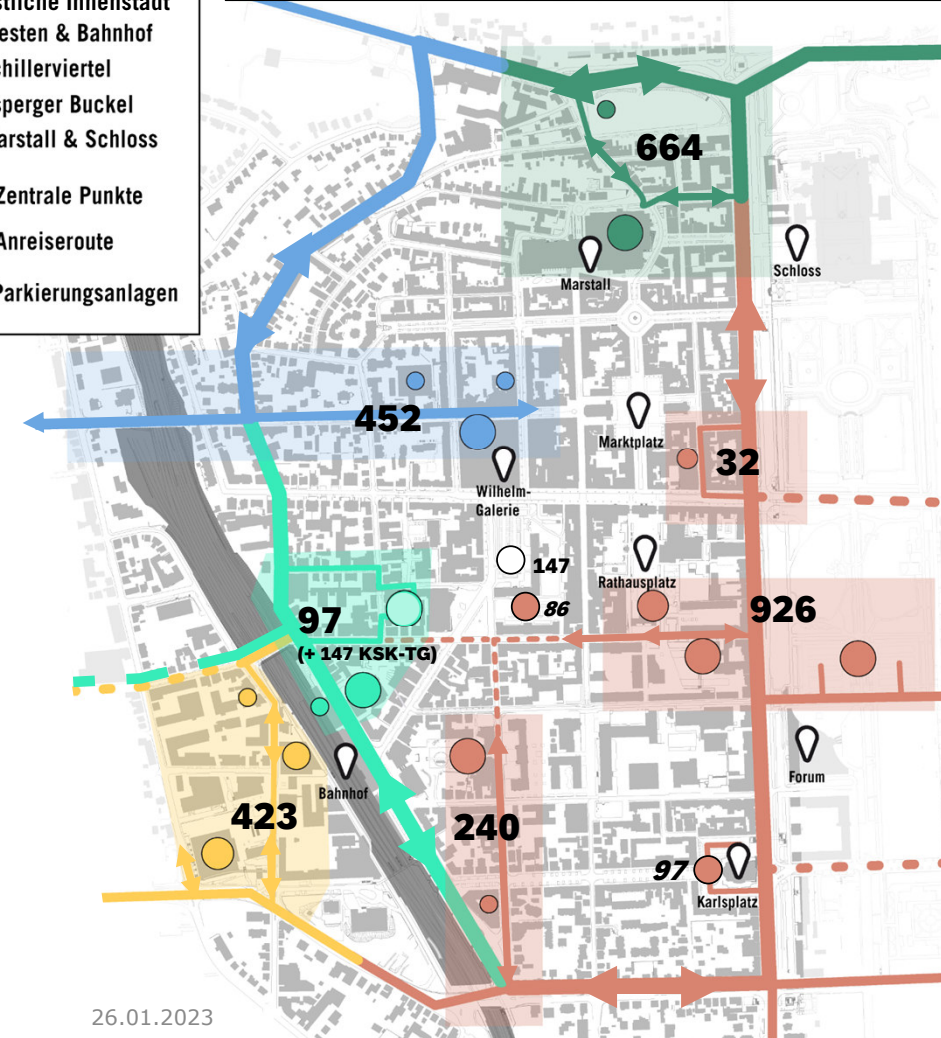 esten & Bahnhof
chillerviertel
sperger Buckel
arstall & Schloss
Zentrale Punkte
Anreiseroute
Parkierungsanlagen
664
Marstall
Schloss
452
Marktplatz
32
Wilhelm-
Galerie
147
Rathausplatz
86
926
97
(+ 147 KSK-TG)
Bahnhof
Forum
423
240
97
Karlsplatz
26.01.2023